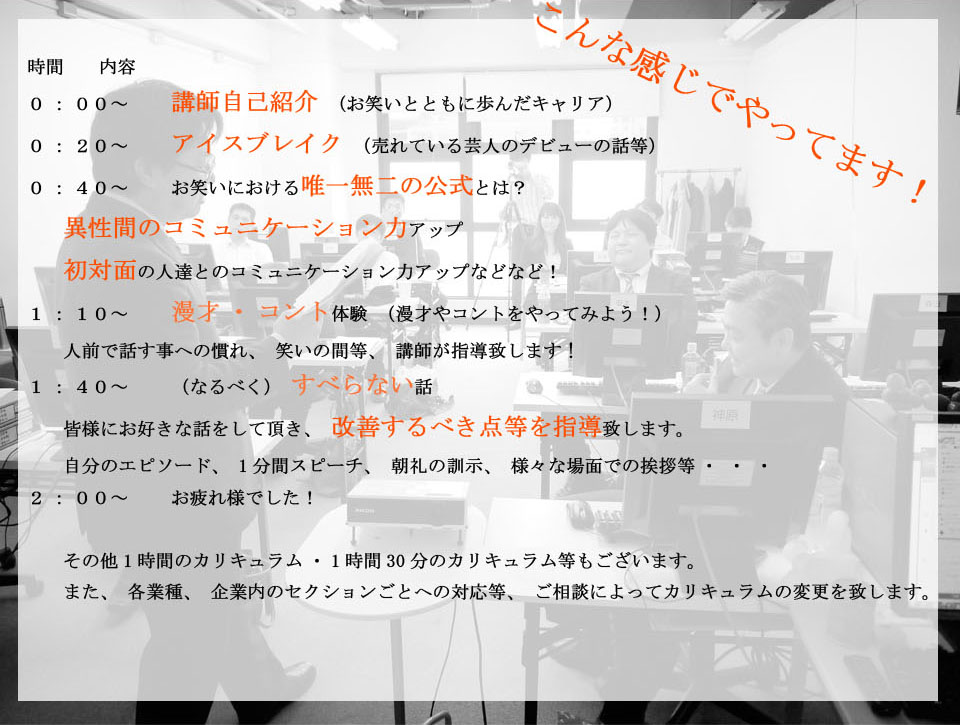 こんな感じでやってます！
時間　　内容
０：００～　　講師自己紹介　（お笑いとともに歩んだキャリア）
０：２０～　　アイスブレイク　（売れている芸人のデビューの話等）
０：４０～　　お笑いにおける唯一無二の公式とは？
異性間のコミュニケーション力アップ
初対面の人達とのコミュニケーション力アップなどなど！
１：１０～　　漫才・コント体験　（漫才やコントをやってみよう！）
人前で話す事への慣れ、笑いの間等、講師が指導致します！
１：４０～　　（なるべく）　すべらない話
皆様にお好きな話をして頂き、改善するべき点等を指導致します。
自分のエピソード、１分間スピーチ、朝礼の訓示、様々な場面での挨拶等・・・
２：００～　　お疲れ様でした！
その他１時間のカリキュラム・１時間30分のカリキュラム等もございます。
また、各業種、企業内のセクションごとへの対応等、ご相談によってカリキュラムの変更を致します。
神原